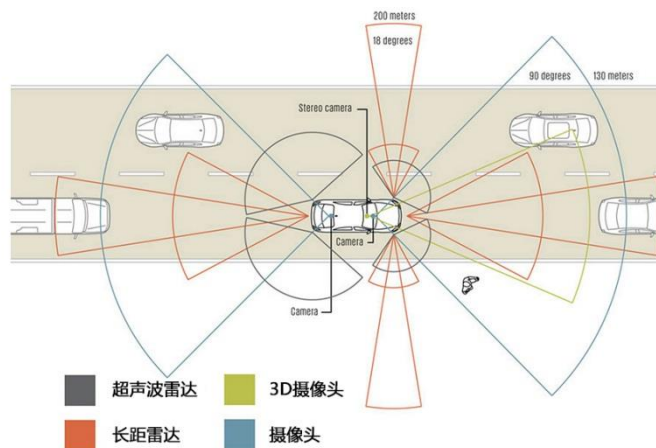 200 meters
18 degrees
90 degrees
130 meters
Stereo camera
Camera
Camera
超声波雷达
3D摄像头
长距雷达
摄像头